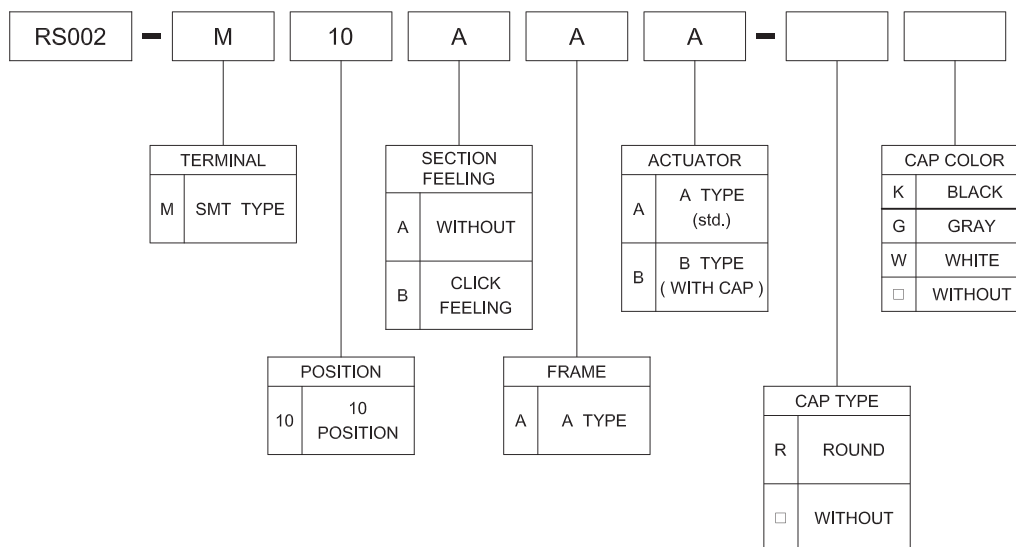 RS002 - M 10 A A A -
TERMINAL
M SMT TYPE
SECTION
FEELING
A WITHOUT
B CLICK
FEELING
ACTUATOR
A A TYPE
(std.)
B B TYPE
( WITH CAP )
CAP COLOR
K BLACK
G GRAY
W WHITE
□ WITHOUT
POSITION
10 10
POSITION
FRAME
A A TYPE
CAP TYPE
R ROUND
□ WITHOUT